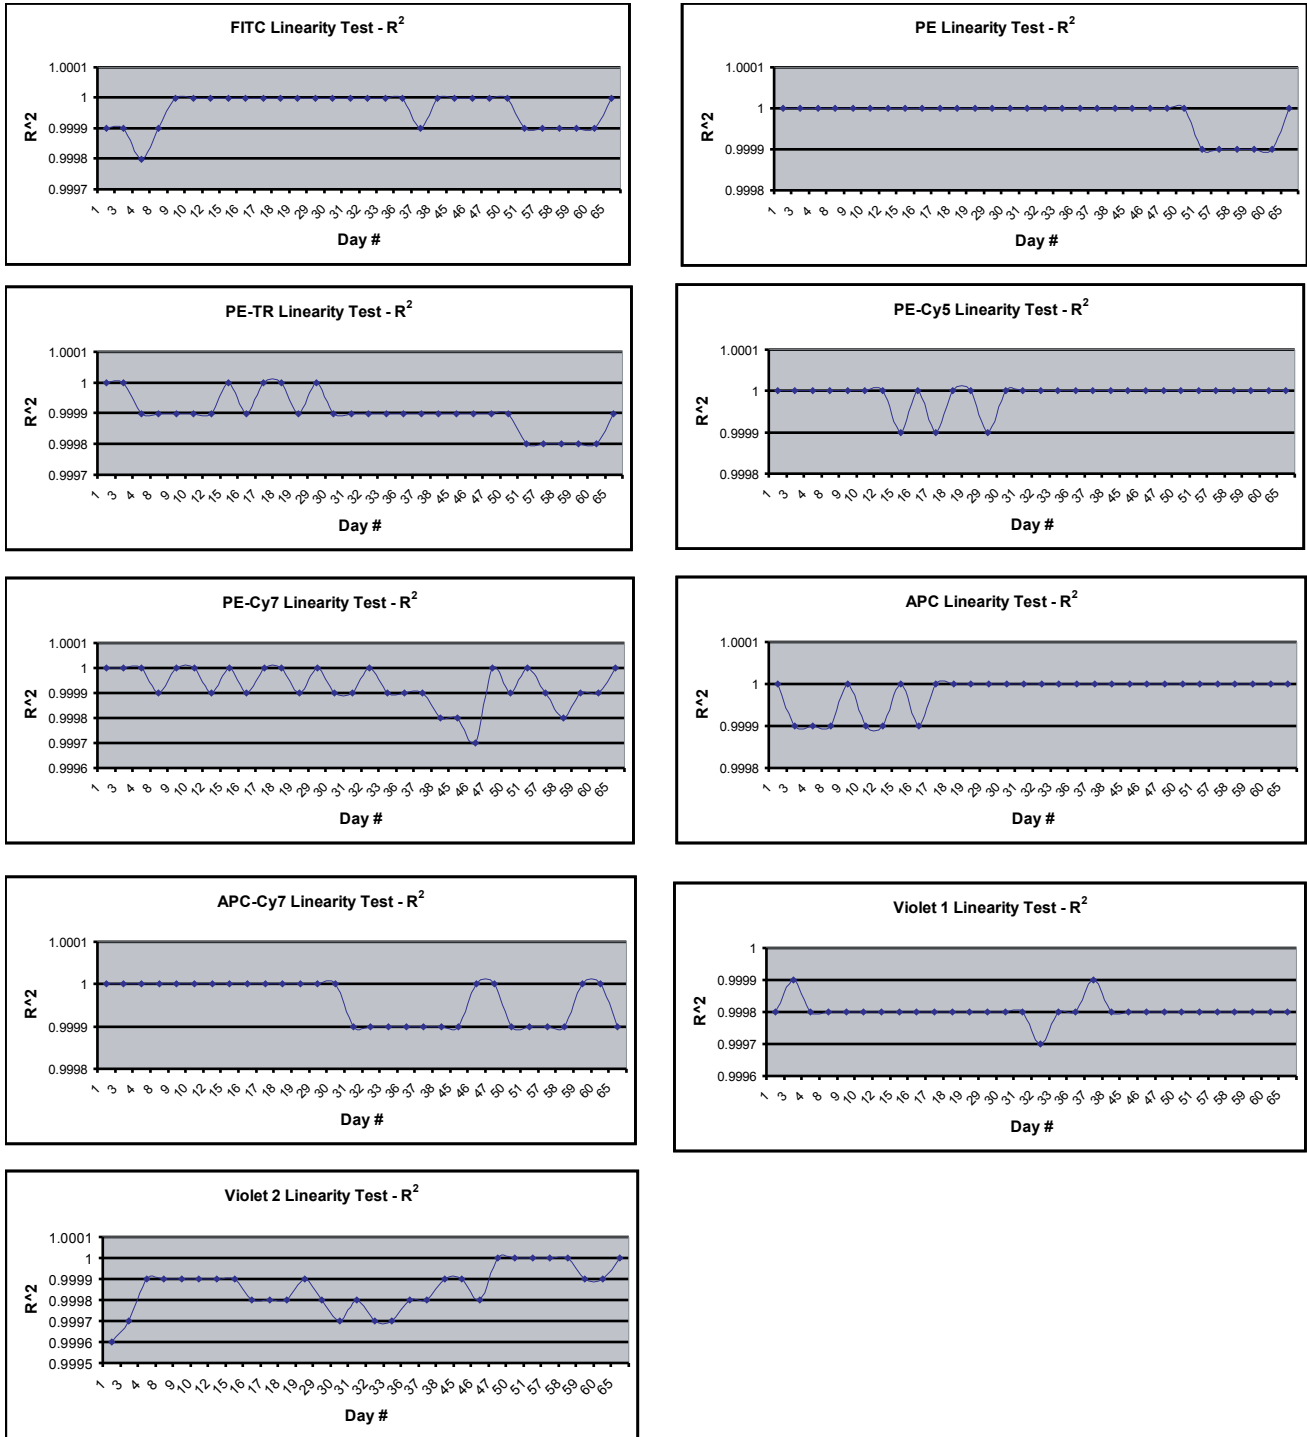 FITC Linearity Test - R²
1.0001
1
0.9999
0.9998
0.9997
R^2
1 3 4 8 9 10 12 15 16 17 18 19 29 30 31 32 33 36 37 38 45 46 47 50 51 57 58 59 60 65
Day #
PE Linearity Test - R²
1.0001
1
0.9999
0.9998
R^2
1 3 4 8 9 10 12 15 16 17 18 19 29 30 31 32 33 36 37 38 45 46 47 50 51 57 58 59 60 65
Day #
PE-TR Linearity Test - R²
1.0001
1
0.9999
0.9998
0.9997
R^2
1 3 4 8 9 10 12 15 16 17 18 19 29 30 31 32 33 36 37 38 45 46 47 50 51 57 58 59 60 65
Day #
PE-Cy5 Linearity Test - R²
1.0001
1
0.9999
0.9998
R^2
1 3 4 8 9 10 12 15 16 17 18 19 29 30 31 32 33 36 37 38 45 46 47 50 51 57 58 59 60 65
Day #
PE-Cy7 Linearity Test - R²
1.0001
1
0.9999
0.9998
0.9997
0.9996
R^2
1 3 4 8 9 10 12 15 16 17 18 19 29 30 31 32 33 36 37 38 45 46 47 50 51 57 58 59 60 65
Day #
APC Linearity Test - R²
1.0001
1
0.9999
0.9998
R^2
1 3 4 8 9 10 12 15 16 17 18 19 29 30 31 32 33 36 37 38 45 46 47 50 51 57 58 59 60 65
Day #
APC-Cy7 Linearity Test - R²
1.0001
1
0.9999
0.9998
R^2
1 3 4 8 9 10 12 15 16 17 18 19 29 30 31 32 33 36 37 38 45 46 47 50 51 57 58 59 60 65
Day #
Violet 1 Linearity Test - R²
1
0.9999
0.9998
0.9997
0.9996
R^2
1 3 4 8 9 10 12 15 16 17 18 19 29 30 31 32 33 36 37 38 45 46 47 50 51 57 58 59 60 65
Day #
Violet 2 Linearity Test - R²
1.0001
1
0.9999
0.9998
0.9997
0.9996
0.9995
R^2
1 3 4 8 9 10 12 15 16 17 18 19 29 30 31 32 33 36 37 38 45 46 47 50 51 57 58 59 60 65
Day #